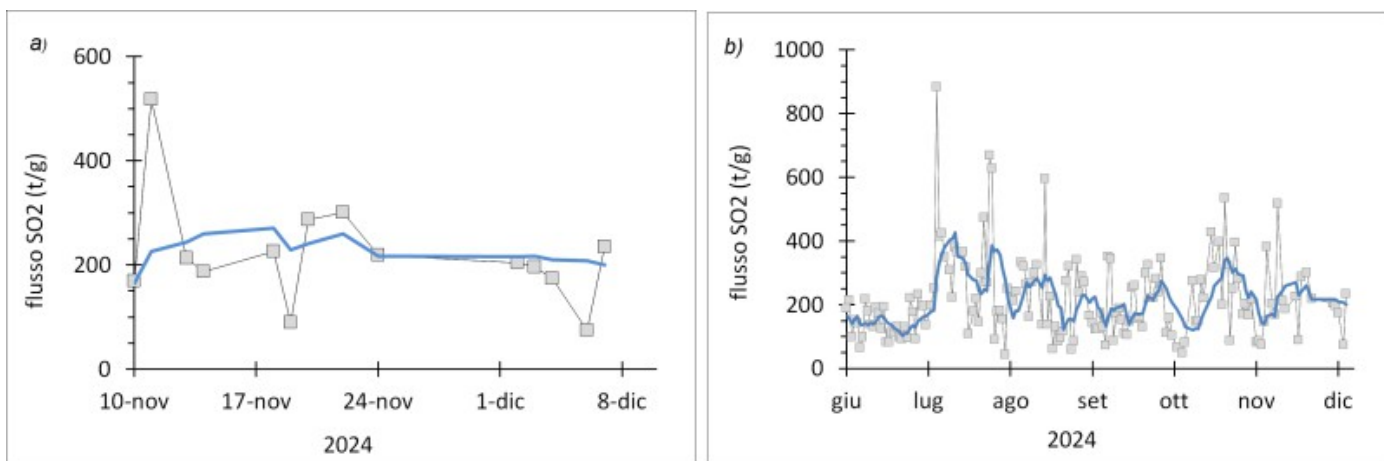 a)
600
400
200
0
flusso SO2 (t/g)
10-nov 17-nov 24-nov 1-dic 8-dic
2024
b)
1000
800
600
400
200
0
flusso SO2 (t/g)
giu lug ago set ott nov dic
2024